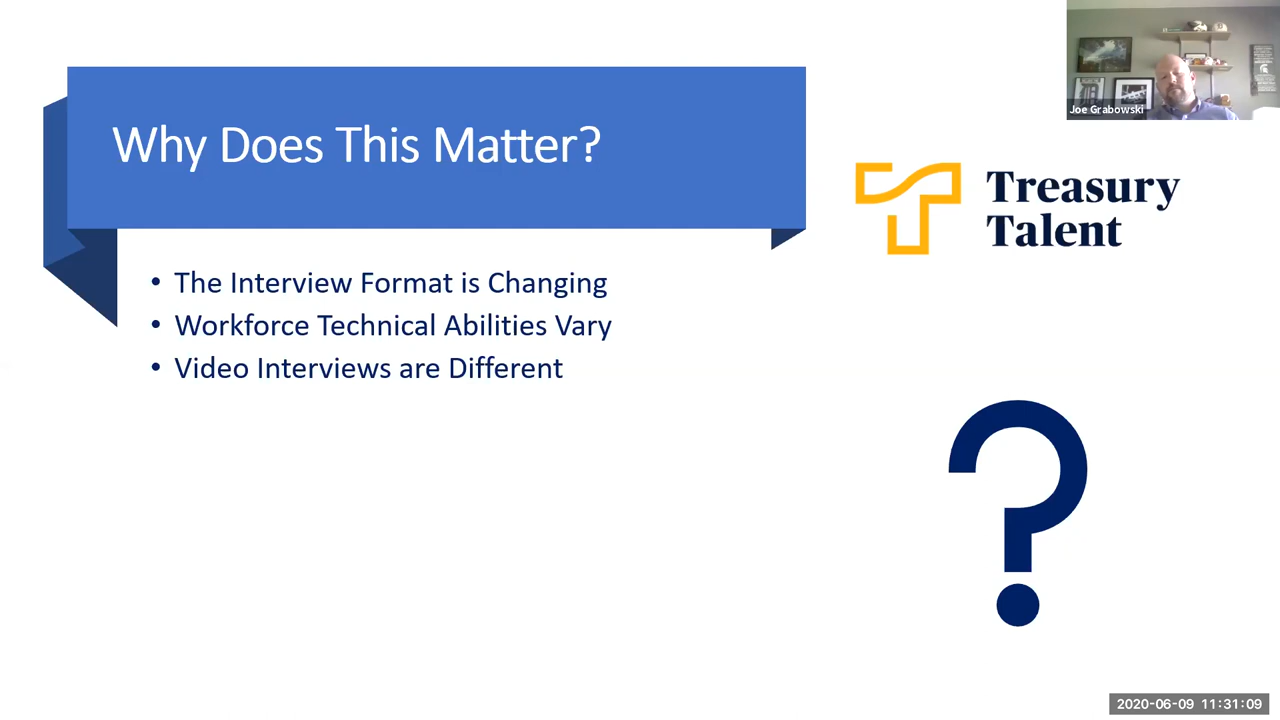 Joe Grabowski
Why Does This Matter?
Treasury
Talent
• The Interview Format is Changing
• Workforce Technical Abilities Vary
• Video Interviews are Different
?
2020-06-09 11:31:09